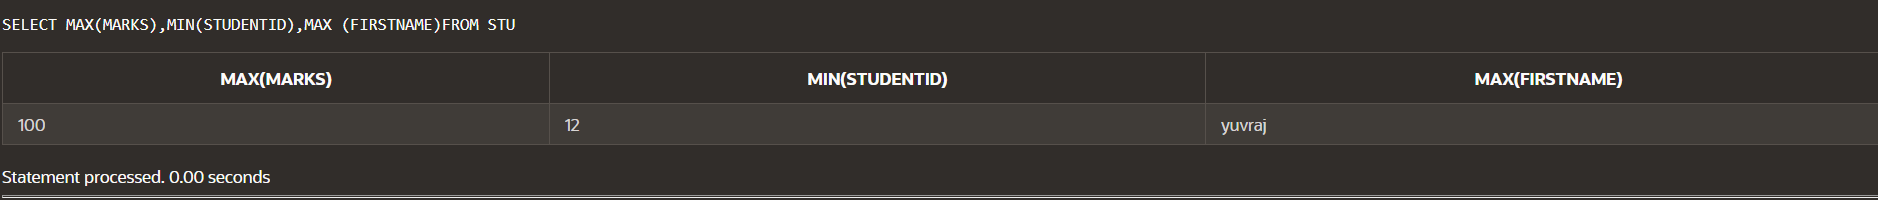 SELECT MAX(MARKS),MIN(STUDENTID),MAX (FIRSTNAME)FROM STU
MAX(MARKS) MIN(STUDENTID) MAX(FIRSTNAME)
100 12 yuvraj
Statement processed. 0.00 seconds